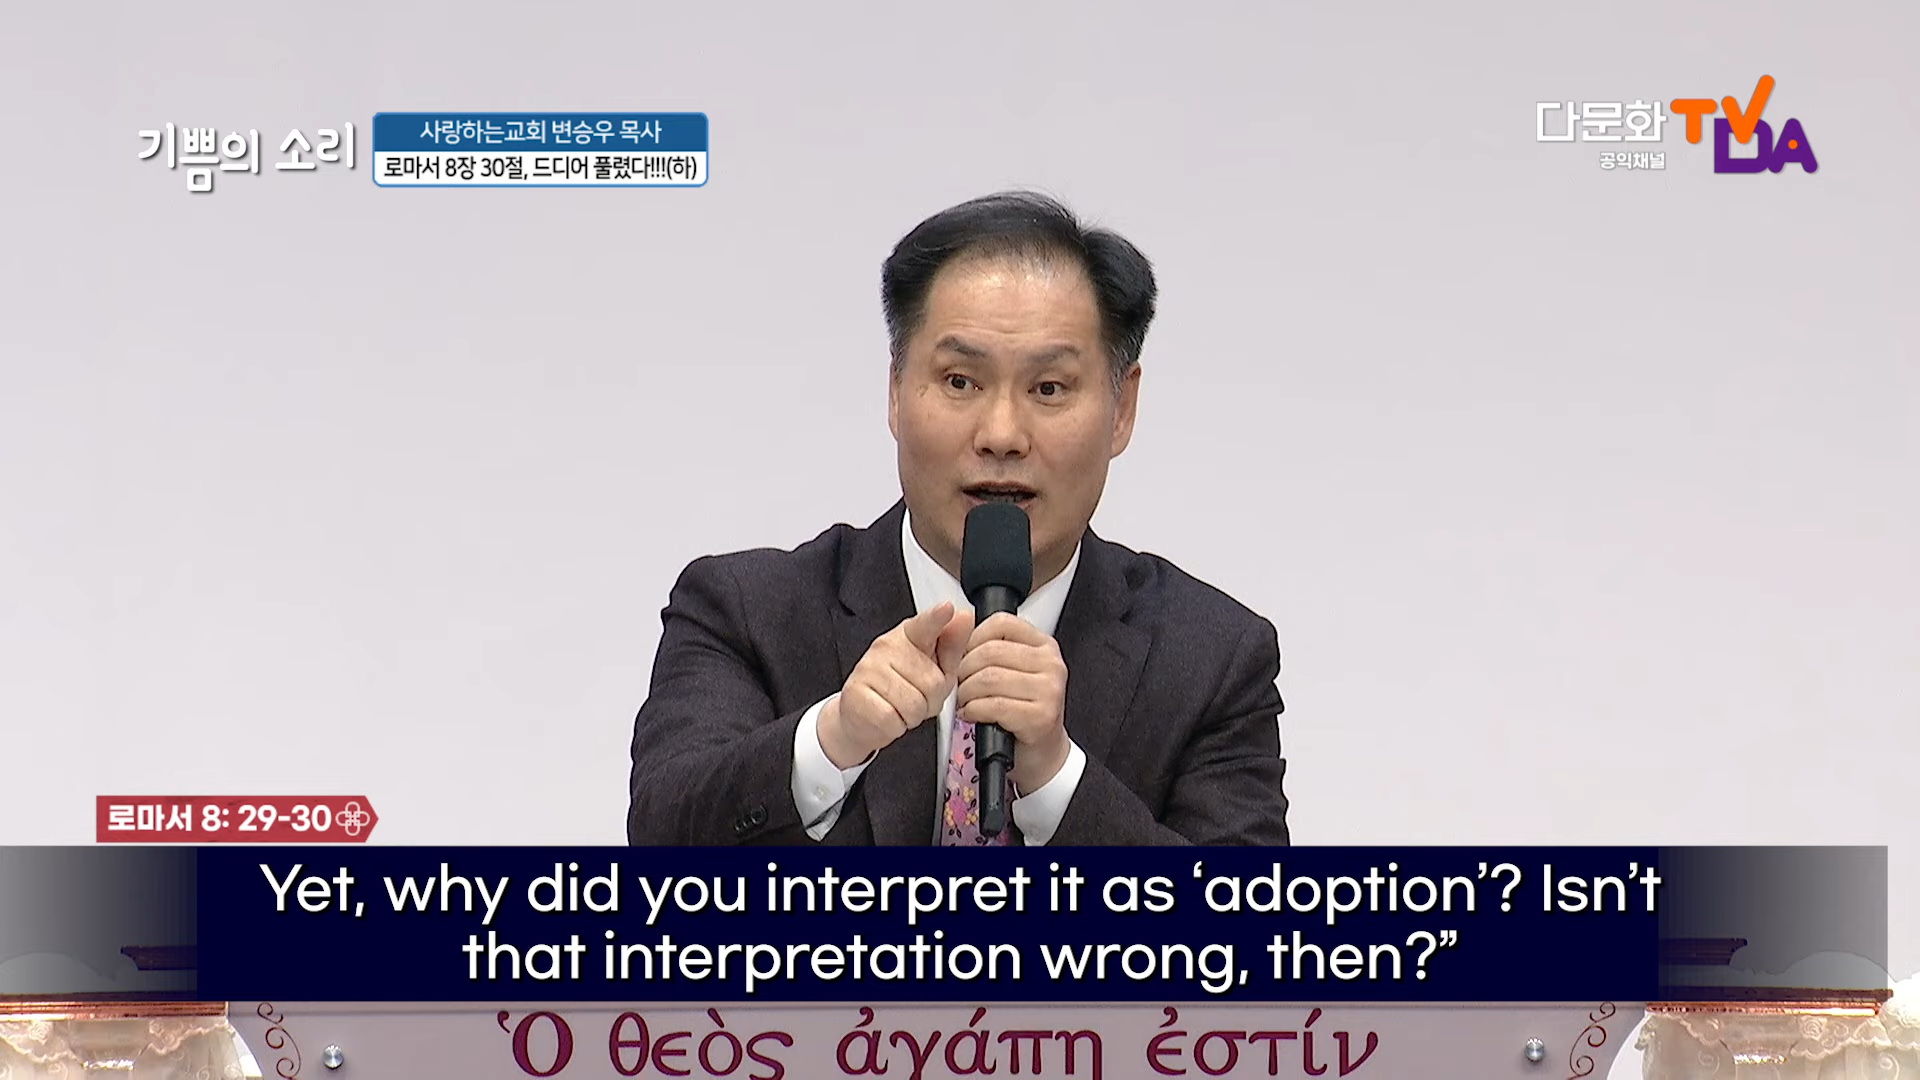 기쁨의 소리
사랑하는교회 변승우 목사
로마서 8장 30절, 드디어 풀렸다!!!(하)
다문화 TV
DA
공익채널
로마서 8: 29-30
Yet, why did you interpret it as ‘adoption’? Isn’t
that interpretation wrong, then?”
Ὁ θεὸς ἀγάπη ἐστίν